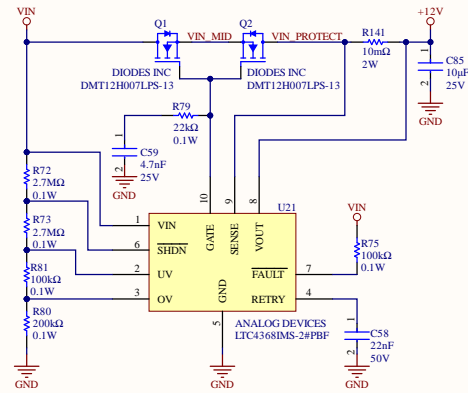 VIN
Q1
Q2
+12V
VIN_MID
VIN_PROTECT
R141
10mΩ
2W
DIODES INC
DMT12H007LPS-13
DIODES INC
DMT12H007LPS-13
C85
10μF
25V
1
2
GND
R79
22kΩ
0.1W
1
2
C59
4.7nF
25V
GND
R72
2.7MΩ
0.1W
R73
2.7MΩ
0.1W
R81
100kΩ
0.1W
R80
200kΩ
0.1W
GND
10
9
8
U21
GATE
SENSE
VOUT
1
VIN
6
SHDN
2
UV
3
OV
GND
5
GND
FAULT
7
RETRY
4
VIN
R75
100kΩ
0.1W
ANALOG DEVICES
LTC4368IMS-2#PBF
1
2
C58
22nF
50V
GND